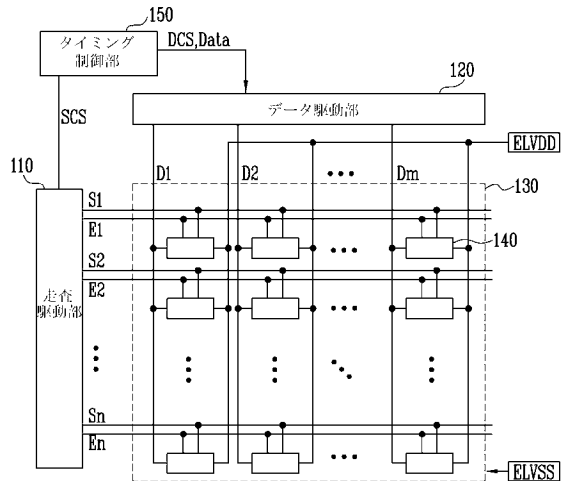 150
タイミング
制御部
DCS,Data
120
データ駆動部
SCS
ELVDD
110
D1
D2
Dm
130
S1
E1
140
S2
E2
走査
駆動部
Sn
En
ELVSS